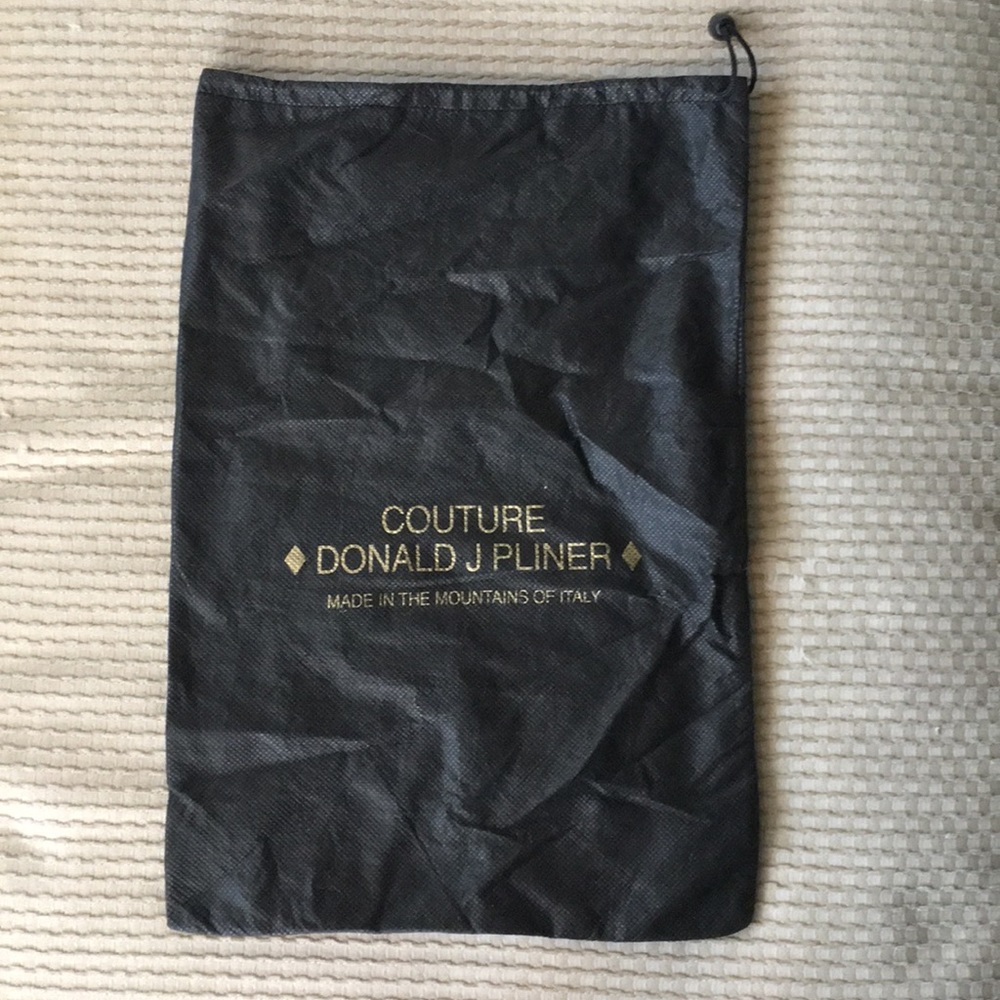 COUTURE
♦ DONALD J PLINER ♦
MADE IN THE MOUNTAINS OF ITALY